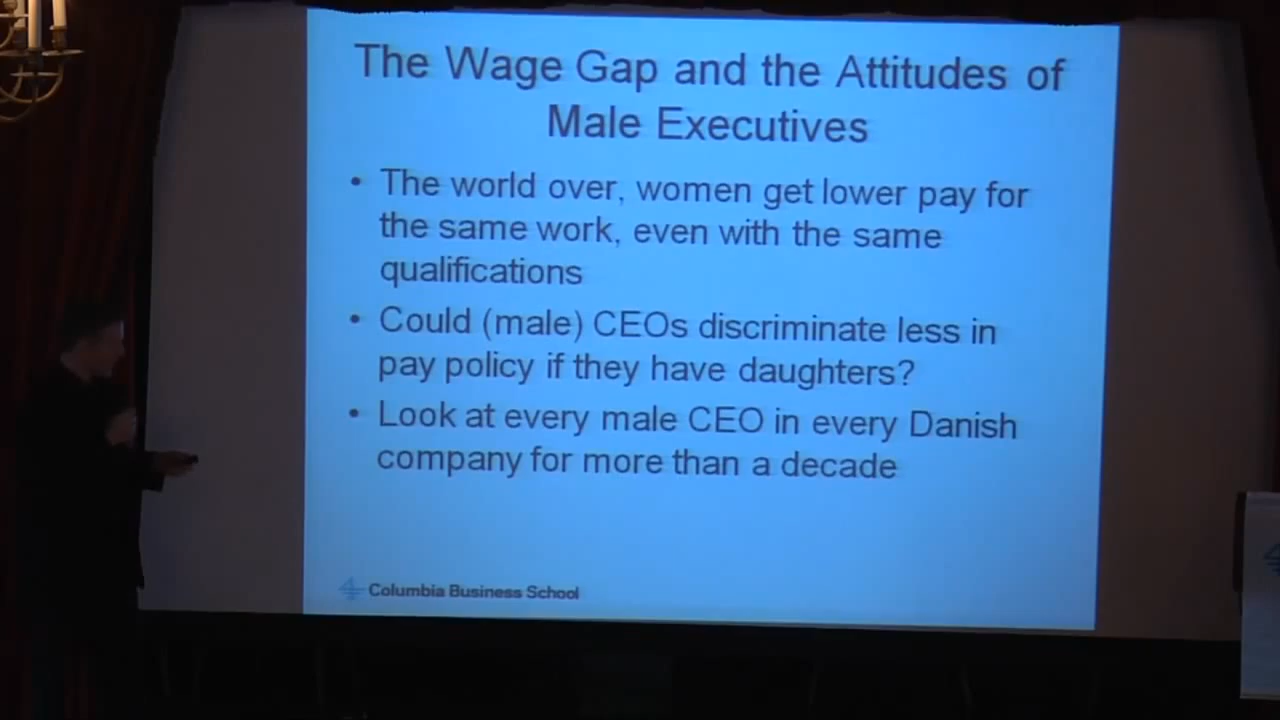 The Wage Gap and the Attitudes of
Male Executives
• The world over, women get lower pay for
the same work, even with the same
qualifications
• Could (male) CEOs discriminate less in
pay policy if they have daughters?
• Look at every male CEO in every Danish
company for more than a decade
Columbia Business School